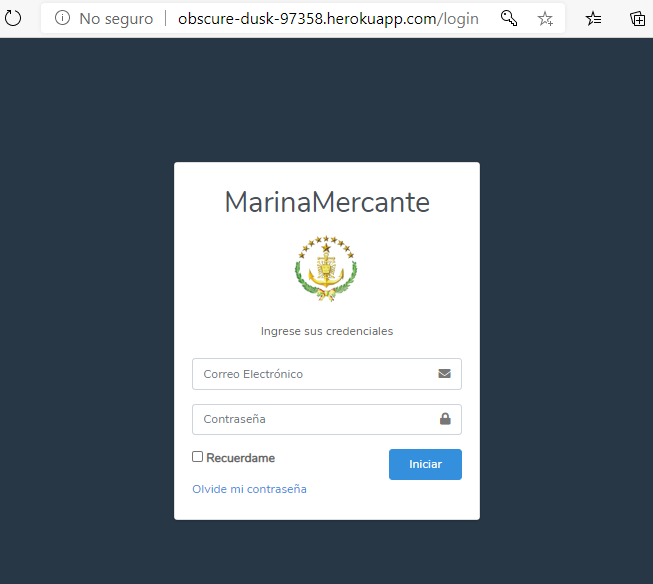 No seguro | obscure-dusk-97358.herokuapp.com/login
MarinaMercante
Ingrese sus credenciales
Correo Electrónico
Contraseña
Recuerdame
Iniciar
Olvide mi contraseña